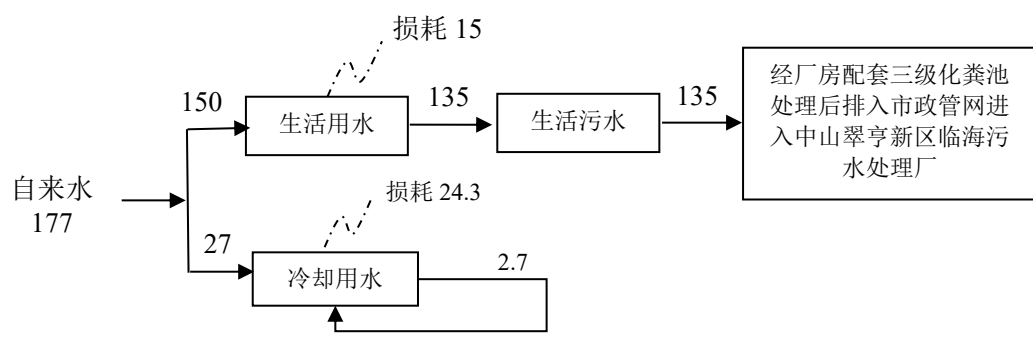 损耗 15
150
生活用水
135
生活污水
135
经厂房配套三级化粪池
处理后排入市政管网进
入中山翠亨新区临海污
水处理厂
自来水
177
损耗 24.3
27
冷却用水
2.7